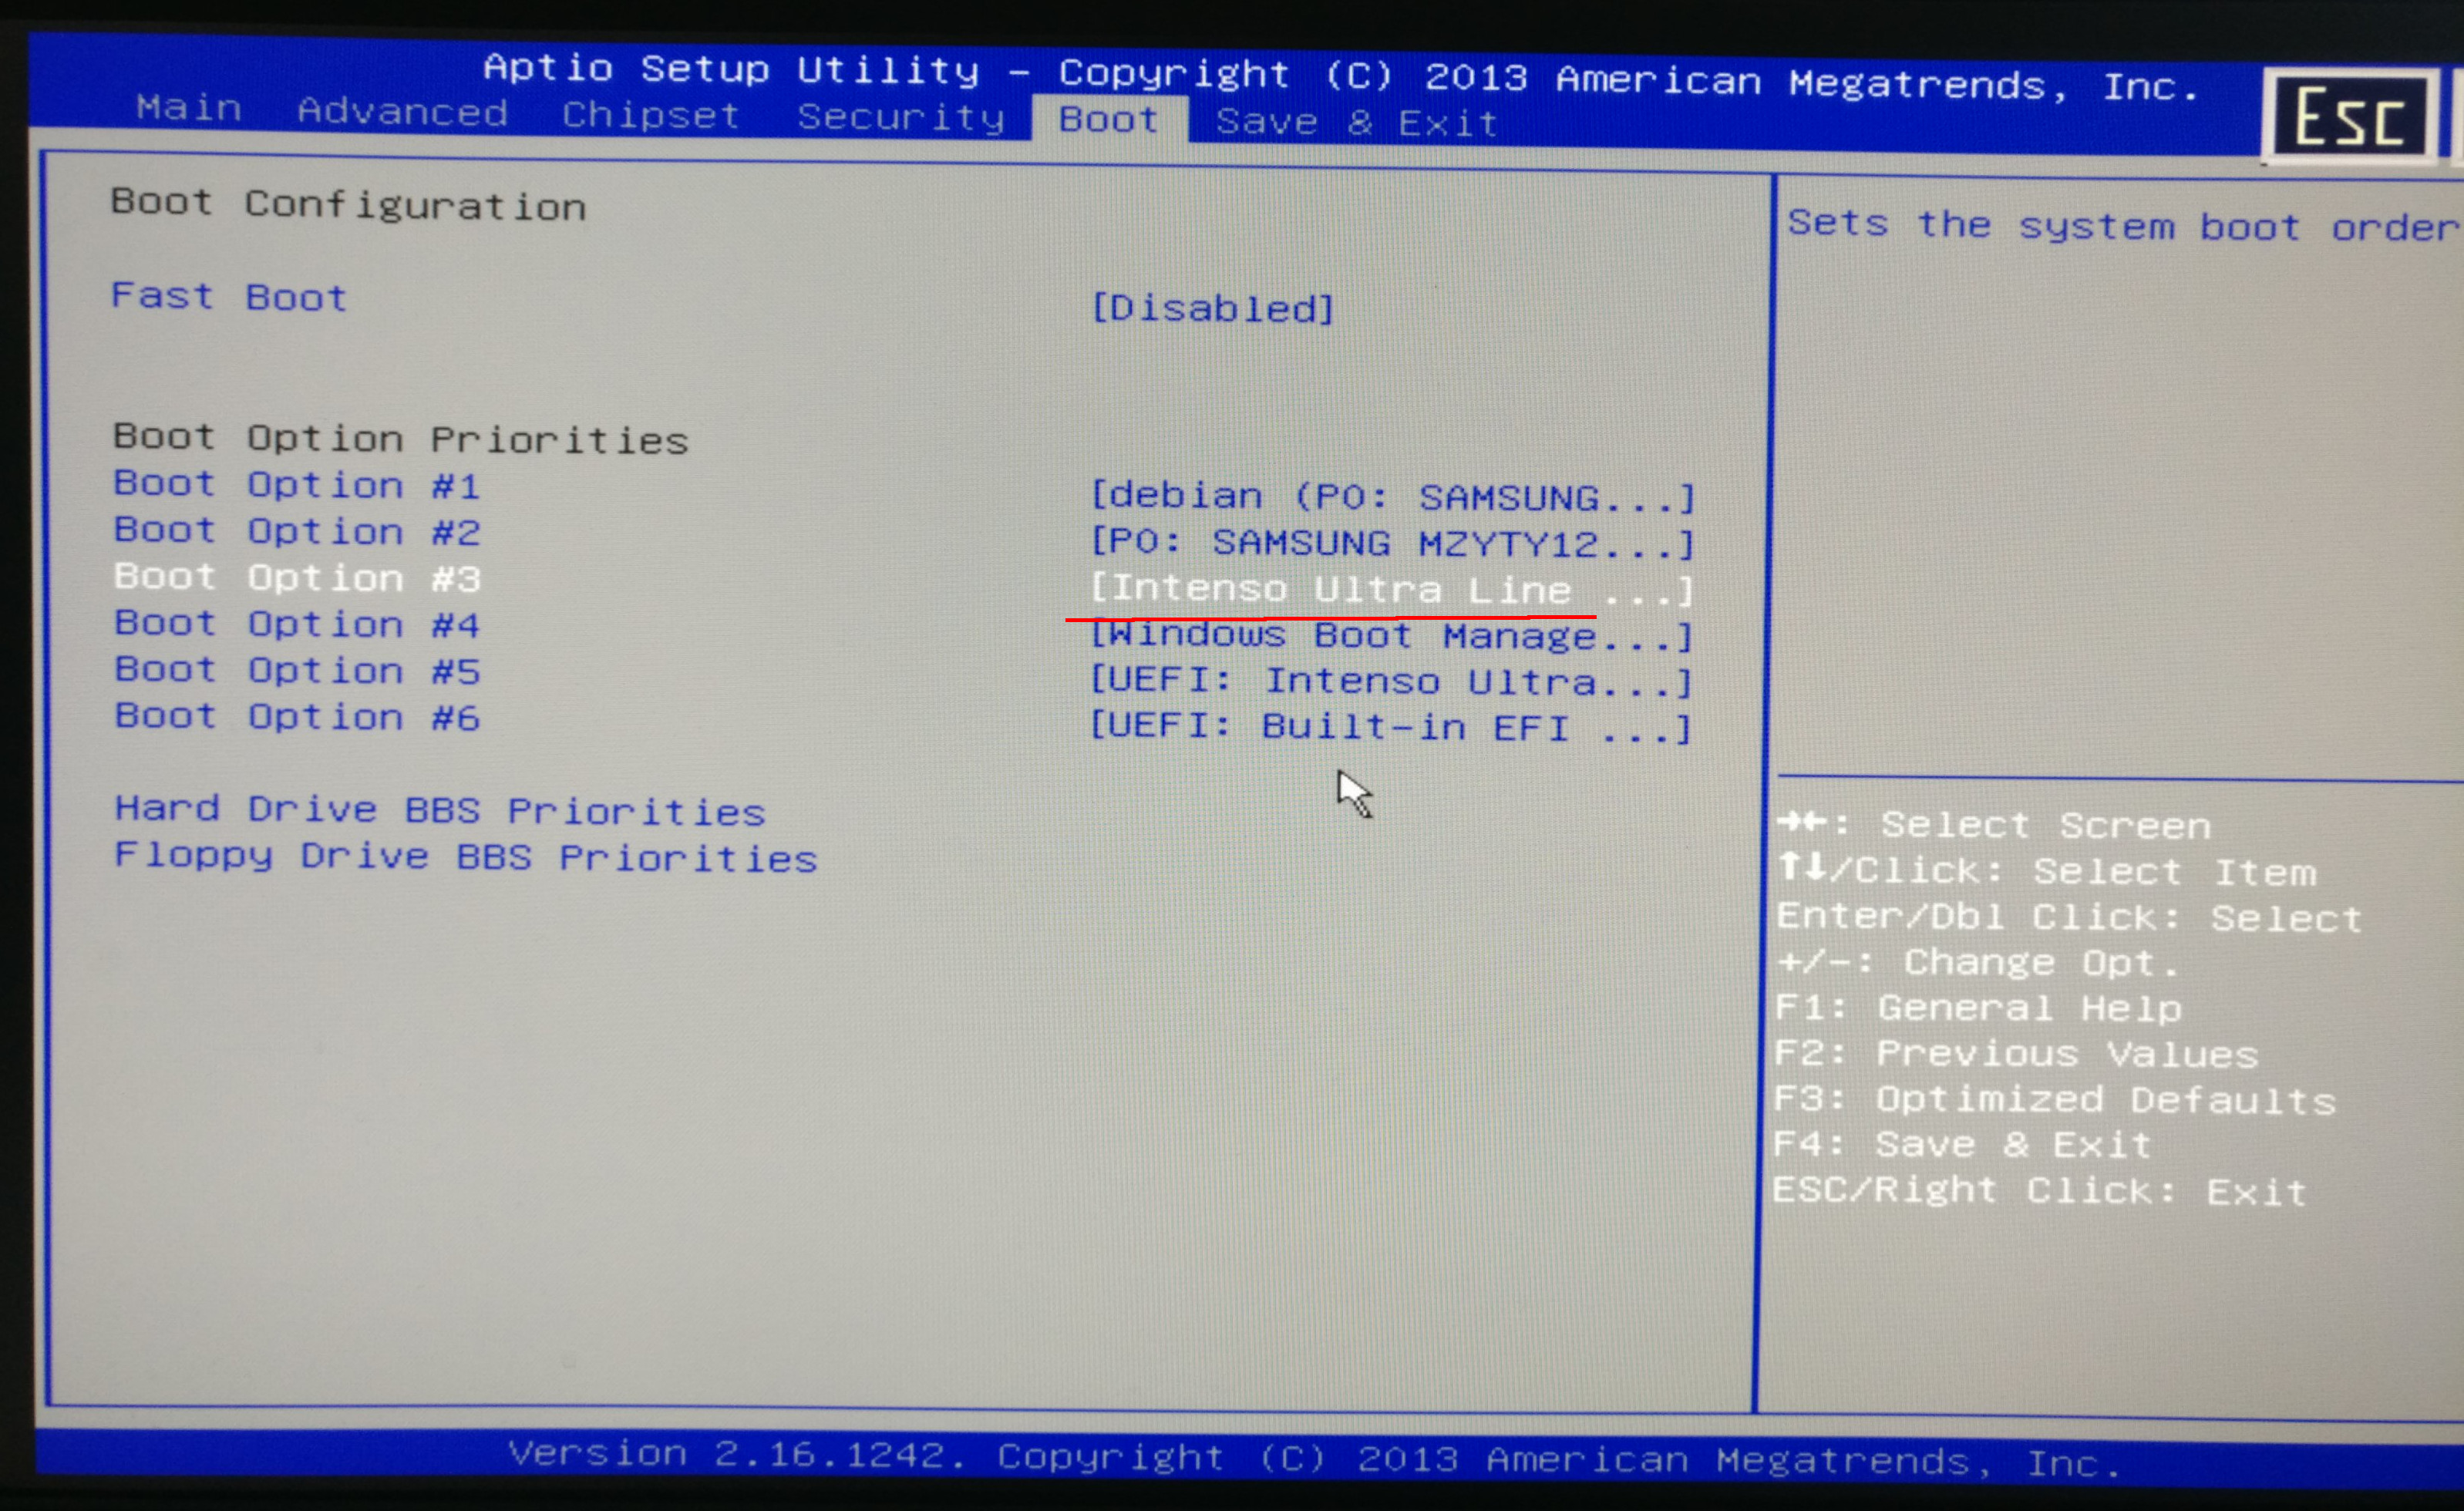 Aptio Setup Utility – Copyright (C) 2013 American Megatrends, Inc.
Main Advanced Chipset Security Boot Save & Exit
Esc
Boot Configuration
Fast Boot [Disabled]
Boot Option Priorities
Boot Option #1 [debian (P0: SAMSUNG...]
Boot Option #2 [P0: SAMSUNG MZYTY12...]
Boot Option #3 [Intenso Ultra Line ...]
Boot Option #4 [Windows Boot Manage...]
Boot Option #5 [UEFI: Intenso Ultra...]
Boot Option #6 [UEFI: Built-in EFI ...]
Hard Drive BBS Priorities
Floppy Drive BBS Priorities
Sets the system boot order
→←: Select Screen
↑↓/Click: Select Item
Enter/Dbl Click: Select
+/-: Change Opt.
F1: General Help
F2: Previous Values
F3: Optimized Defaults
F4: Save & Exit
ESC/Right Click: Exit
Version 2.16.1242. Copyright (C) 2013 American Megatrends, Inc.